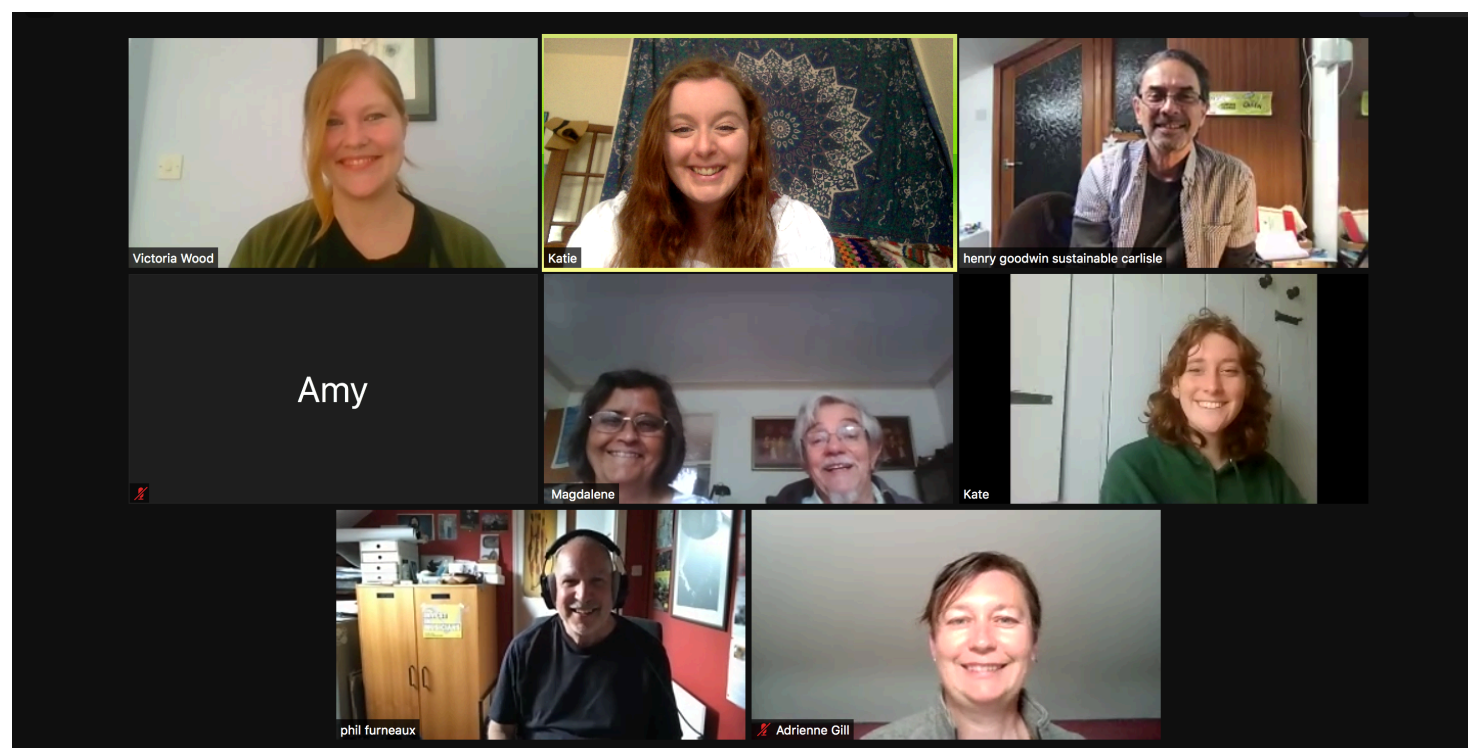 Victoria Wood
Katie
henry goodwin sustainable carlisle
Amy
Magdalene
Kate
phil furneaux
Adrienne Gill